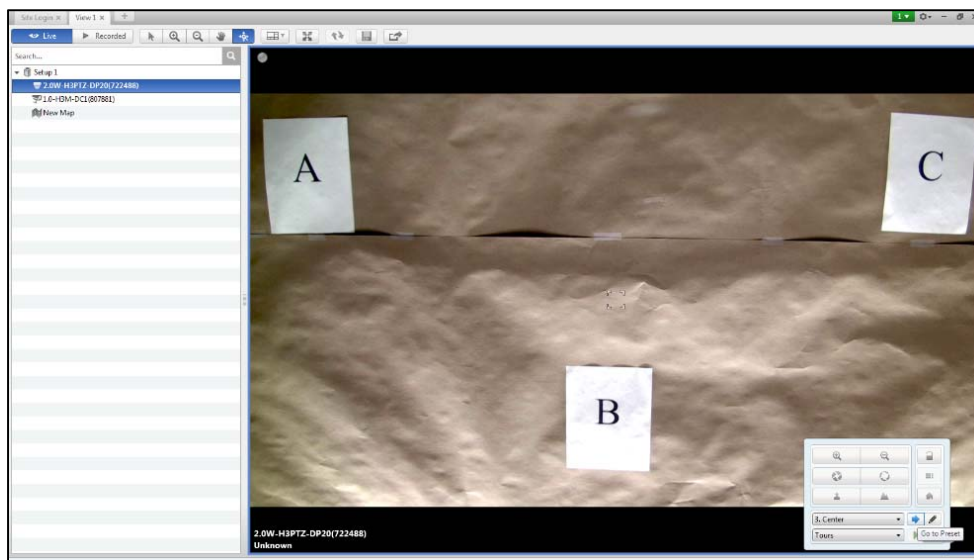 Site Login x View 1 x +
1
Live Recorded
Search...
Setup 1
2.0W-H3PTZ-DP20(722488)
1.0-H3M-DC1(807881)
New Map
A
C
B
3. Center
Tours
Go to Preset
2.0W-H3PTZ-DP20(722488)
Unknown